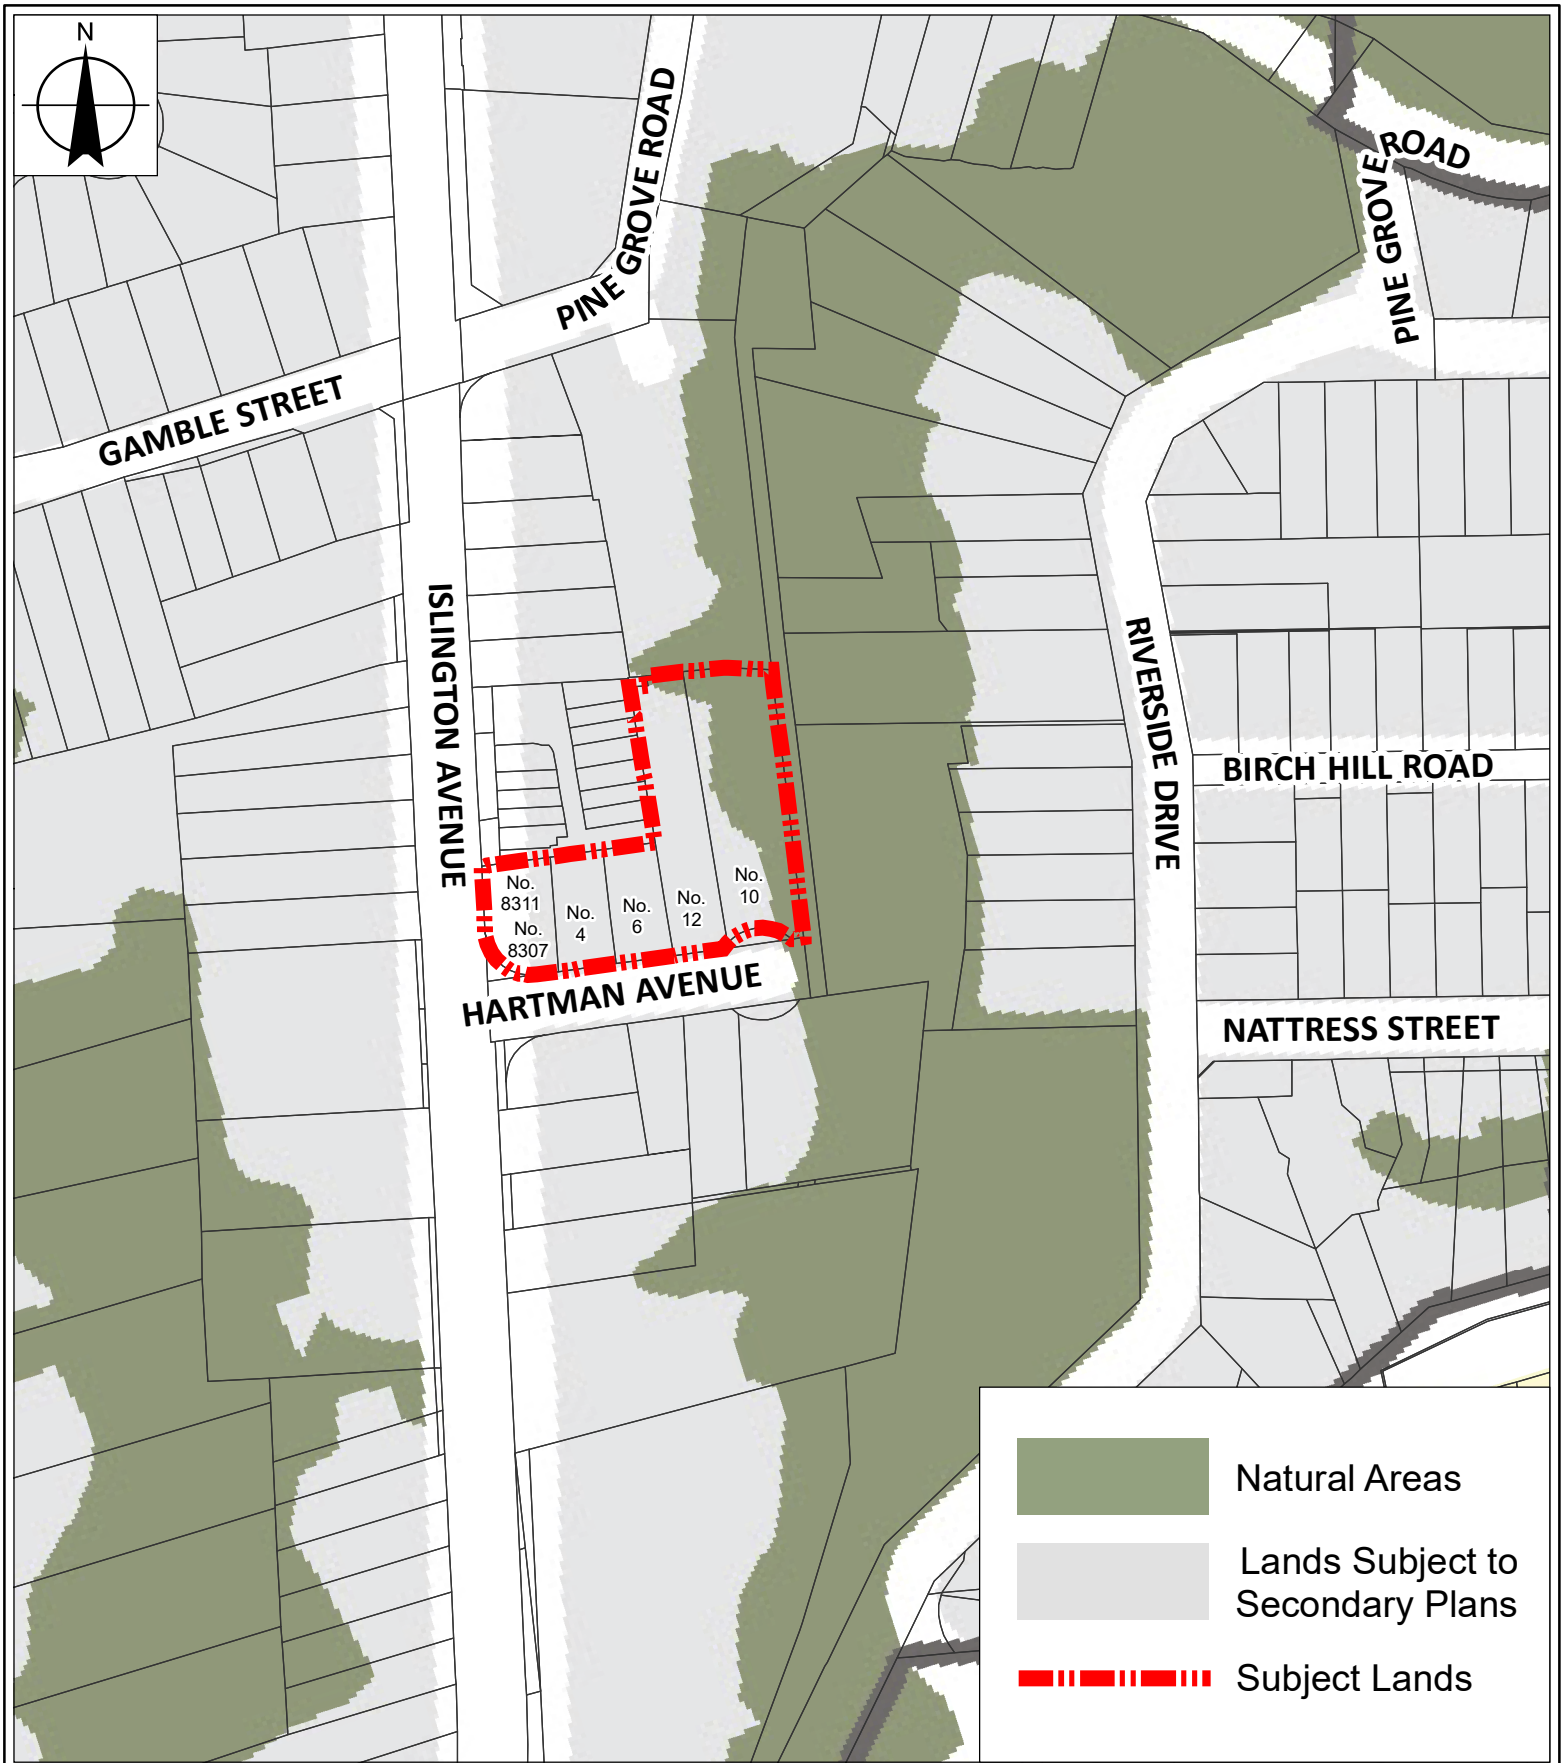 N
PINE GROVE ROAD
PINE GROVE
ROAD
GAMBLE STREET
ISLINGTON AVENUE
RIVERSIDE DRIVE
BIRCH HILL ROAD
No.
8311
No.
8307
No.
4
No.
6
No.
12
No.
10
HARTMAN AVENUE
NATTRESS STREET
Natural Areas
Lands Subject to
Secondary Plans
Subject Lands